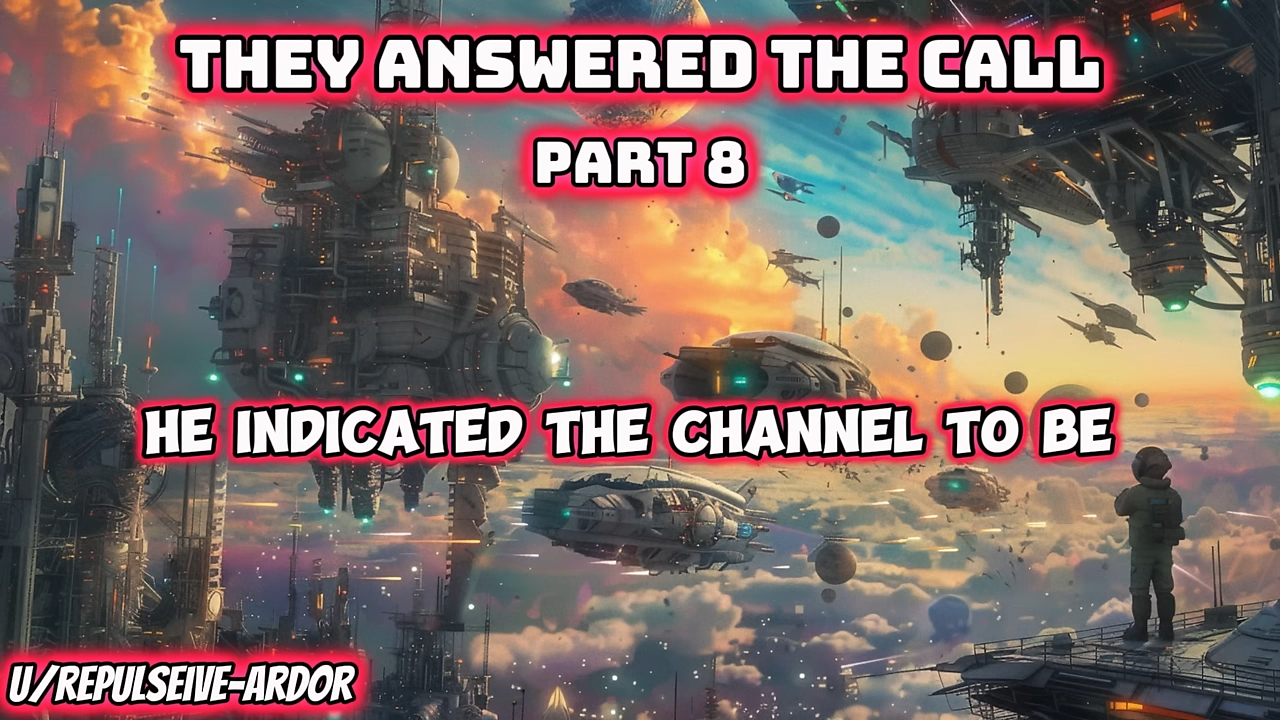 THEY ANSWERED THE CALL
PART 8
HE INDICATED THE CHANNEL TO BE
U/REPULSEIVE-ARDOR